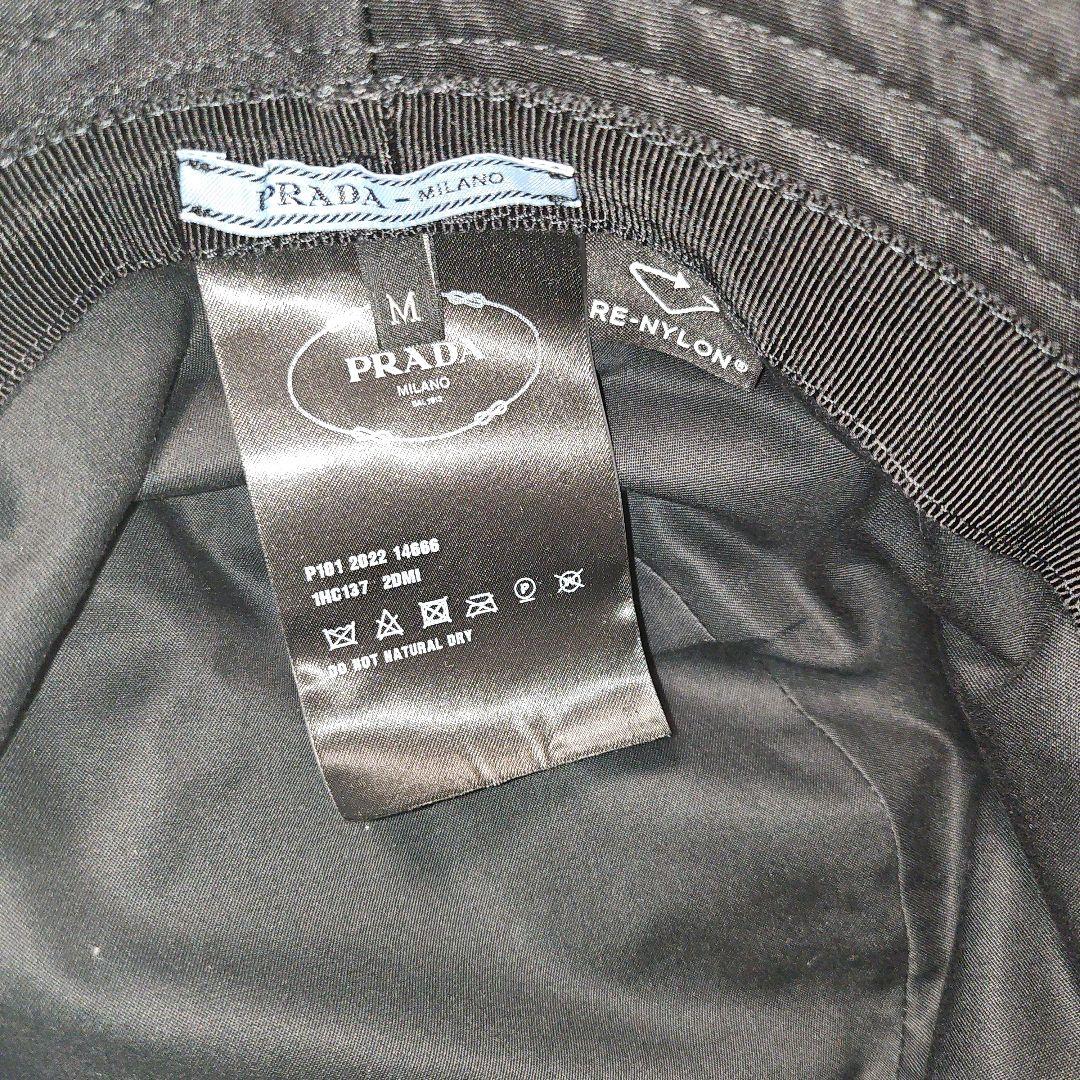 PRADA - MILANO
M
PRADA
MILANO
RE-NYLON®
P101 2022 14666
1HC137 2DMI
P
DO NOT NATURAL DRY